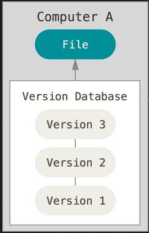 Computer A
File
Version Database
Version 3
Version 2
Version 1